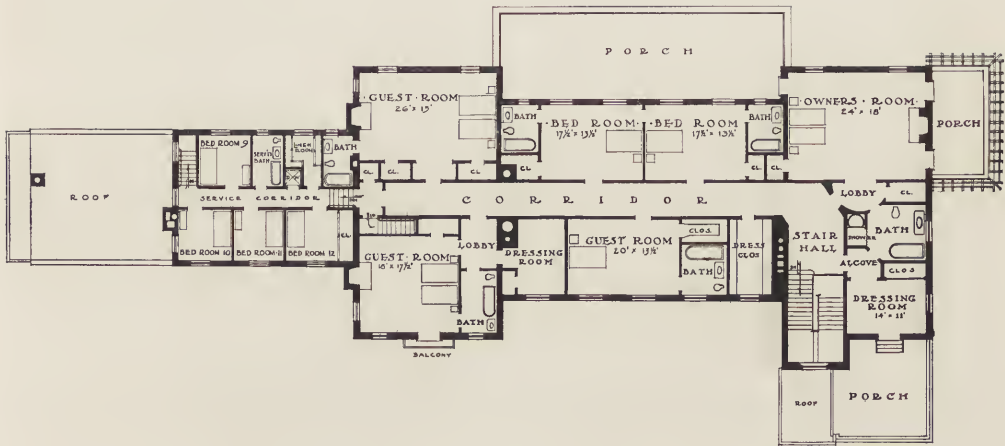 PORCH
GUEST·ROOM
26' x 15'
·OWNERS·ROOM·
24' x 18'
BATH
·BED ROOM·
17½' x 13½'
·BED ROOM
17½' x 13½'
BATH
PORCH
BED ROOM 9
SERV'S
BATH
LINEN
ROOM
BATH
CL.
CL.
CL.
CL.
CL.
CL.
ROOF
SERVICE CORRIDOR
CORRIDOR
LOBBY
CL.
BATH
SHOWER
STAIR
HALL
ALCOVE
CLOS
BED ROOM 10
BED ROOM·11
BED ROOM 12
CL.
LOBBY
GUEST·ROOM
18' x 17½'
BATH
DRESSING
ROOM
GUEST ROOM
20' x 13½'
CLOS.
BATH
DRESS
CLOS
DRESSING
ROOM
14' x 11'
BALCONY
ROOF
PORCH